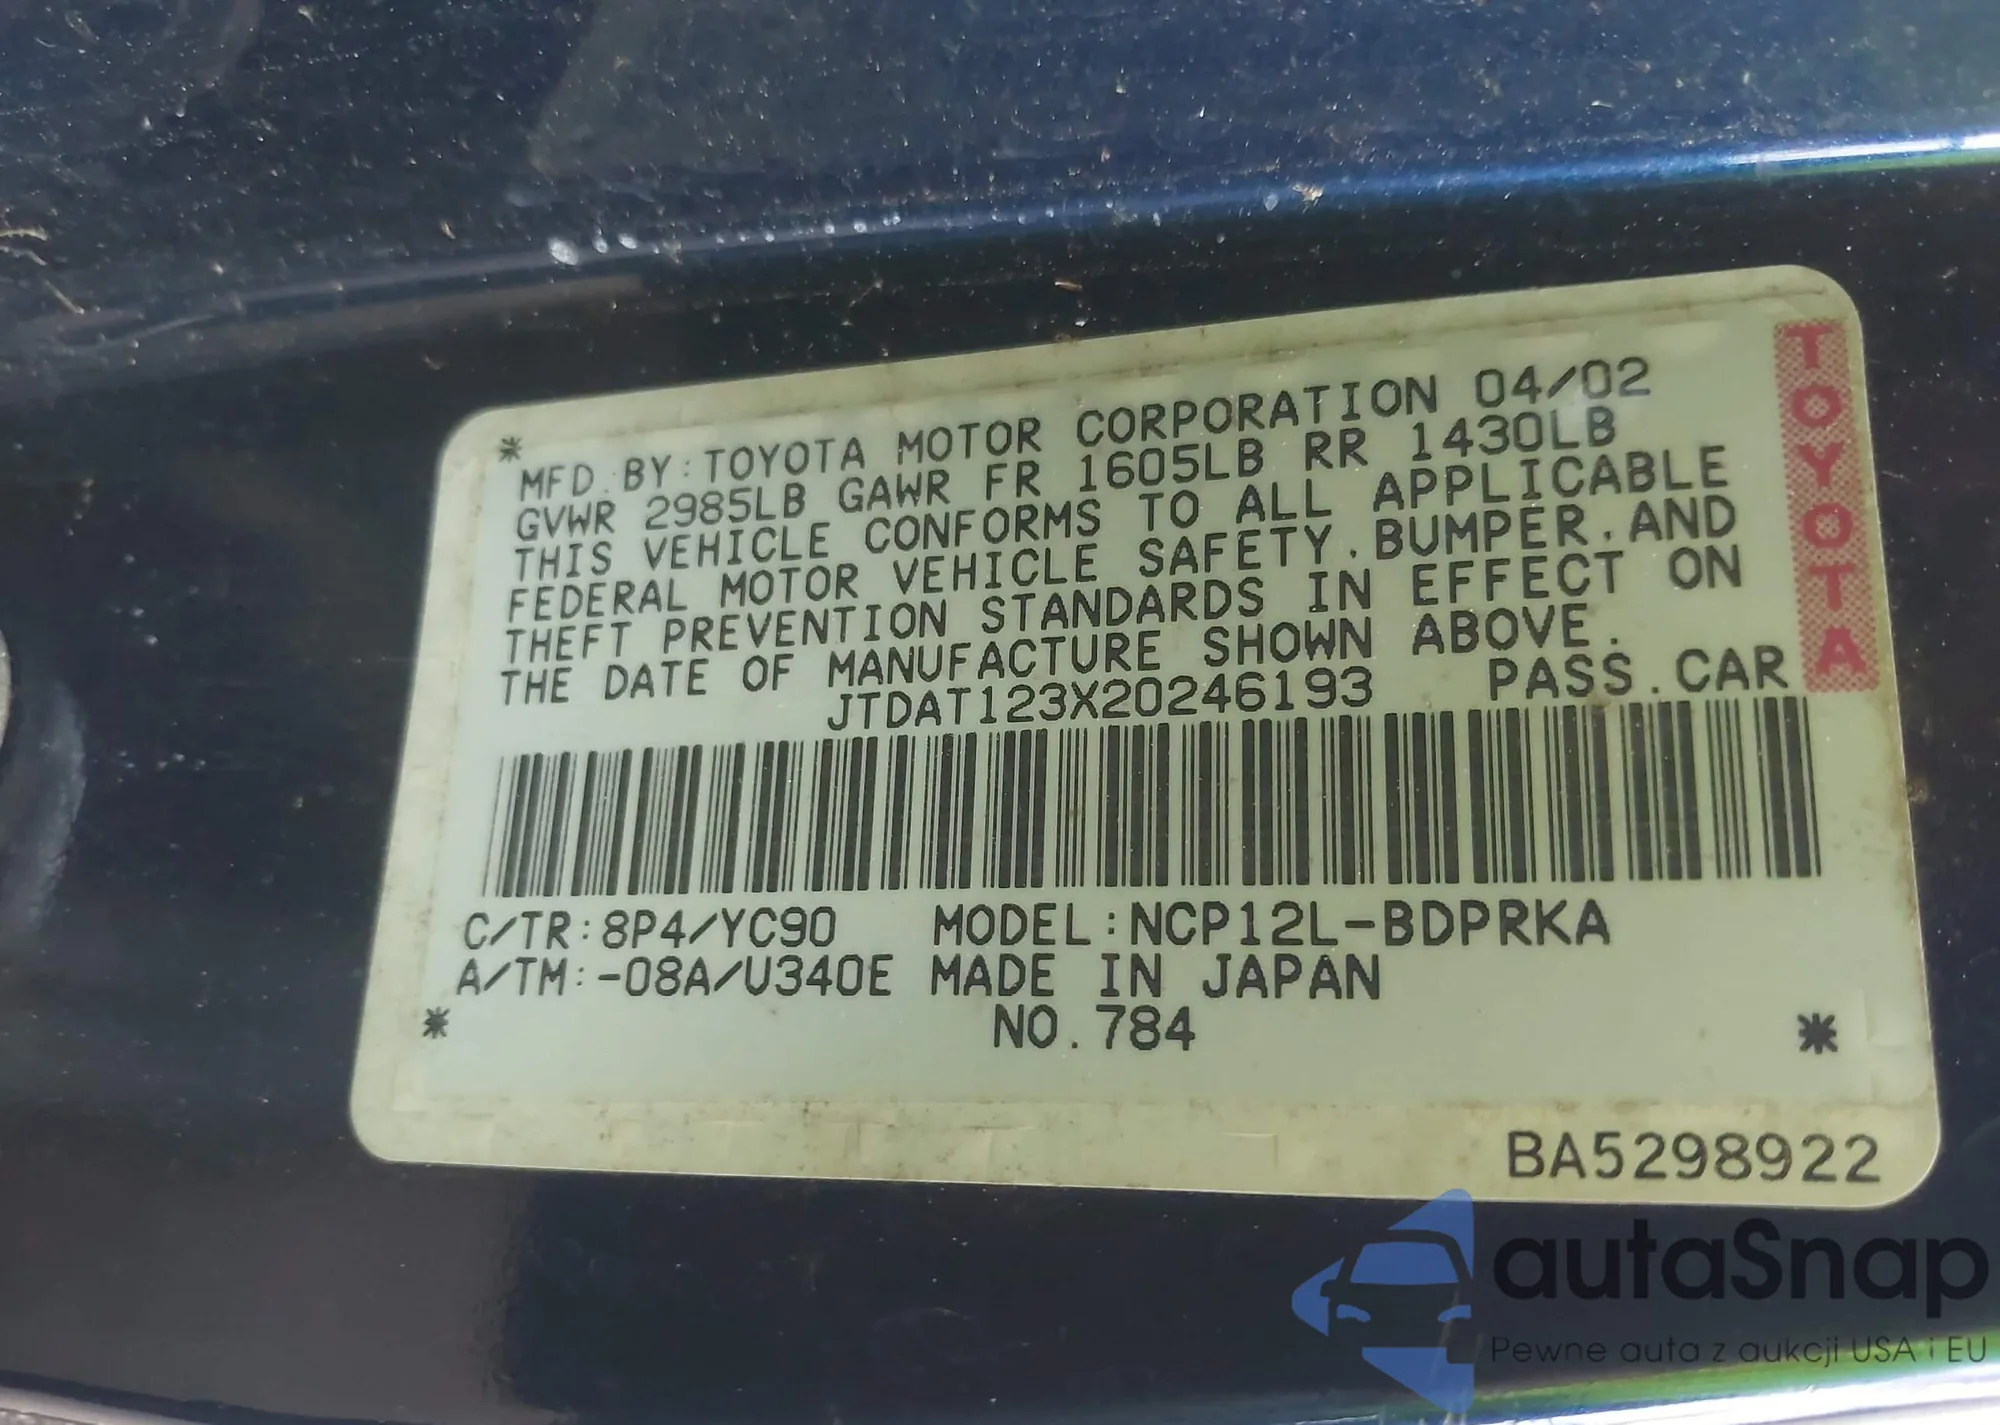 *
MFD.BY:TOYOTA MOTOR CORPORATION 04/02
GVWR 2985LB GAWR FR 1605LB RR 1430LB
THIS VEHICLE CONFORMS TO ALL APPLICABLE
FEDERAL MOTOR VEHICLE SAFETY.BUMPER.AND
THEFT PREVENTION STANDARDS IN EFFECT ON
THE DATE OF MANUFACTURE SHOWN ABOVE.
JTDAT123X20246193 PASS.CAR
TOYOTA
C/TR:8P4/YC90 MODEL:NCP12L-BDPRKA
A/TM:-08A/U340E MADE IN JAPAN
* NO.784 *
BA5298922
autaSnap
Pewne auta z aukcji USA i EU